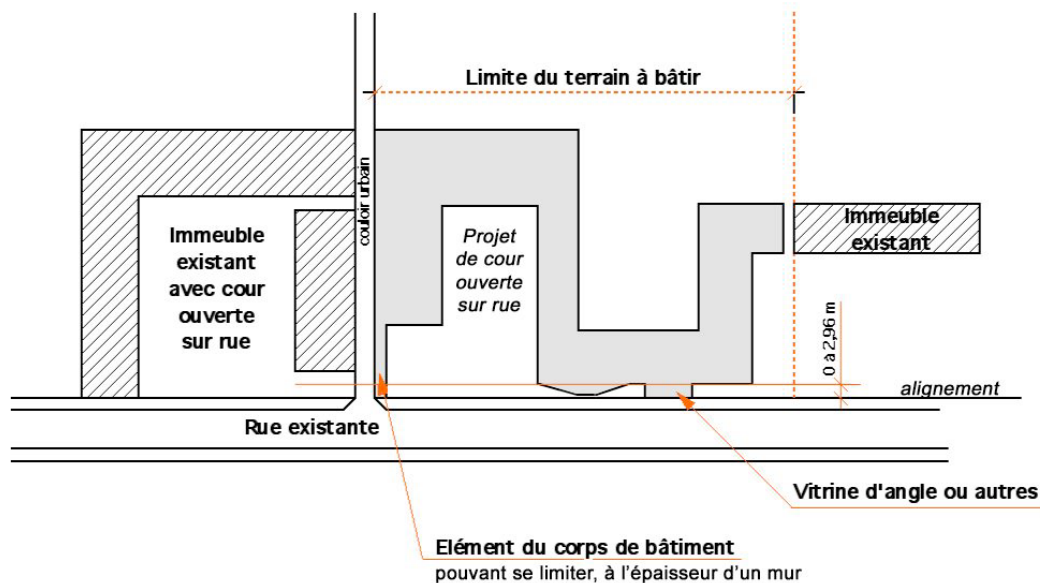 Limite du terrain à bâtir
couloir urbain
Immeuble
existant
avec cour
ouverte
sur rue
Projet
de cour
ouverte
sur rue
Immeuble
existant
0 à 2,96 m
alignement
Rue existante
Vitrine d'angle ou autres
Elément du corps de bâtiment
pouvant se limiter, à l'épaisseur d'un mur